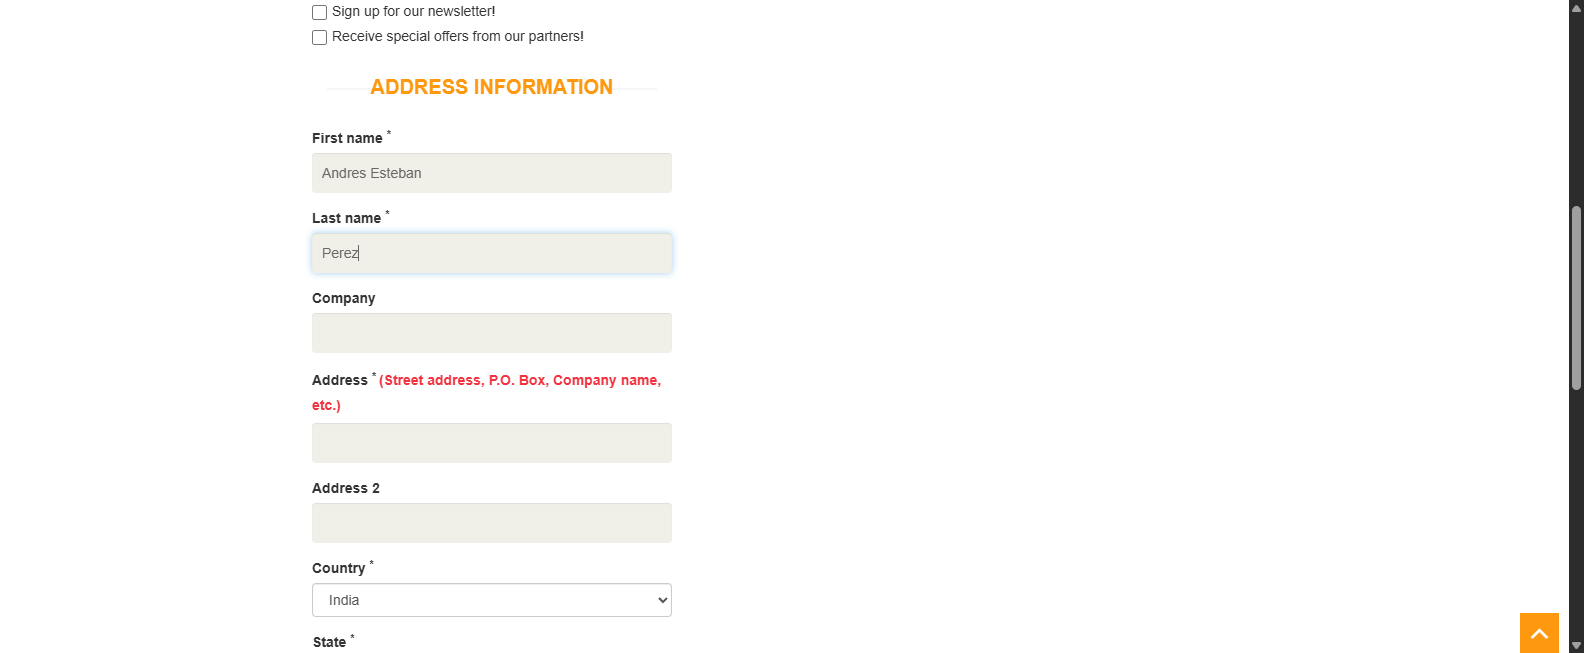 Sign up for our newsletter!
Receive special offers from our partners!
ADDRESS INFORMATION
First name *
Andres Esteban
Last name *
Perez
Company
Address * (Street address, P.O. Box, Company name,
etc.)
Address 2
Country *
India
State *